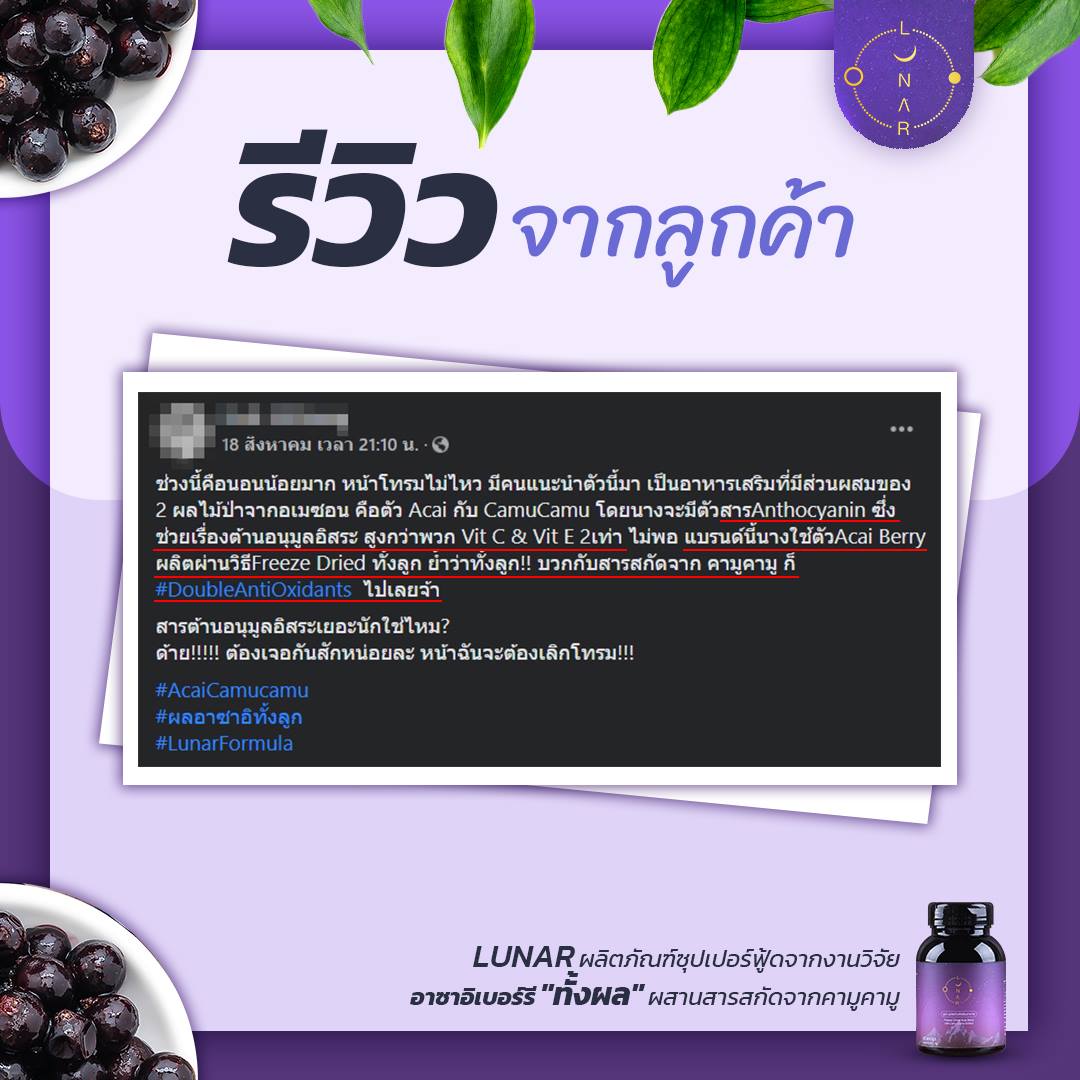 LUNAR
รีวิว จากลูกค้า
18 สิงหาคม เวลา 21:10 น. ·
ช่วงนี้คือนอนน้อยมาก หน้าโทรมไม่ไหว มีคนแนะนำตัวนี้มา เป็นอาหารเสริมที่มีส่วนผสมของ
2 ผลไม้ป่าจากอเมซอน คือตัว Acai กับ CamuCamu โดยนางจะมีตัวสารAnthocyanin ซึ่ง
ช่วยเรื่องต้านอนุมูลอิสระ สูงกว่าพวก Vit C & Vit E 2เท่า ไม่พอ แบรนด์นี้นางใช้ตัวAcai Berry
ผลิตผ่านวิธีFreeze Dried ทั้งลูก ย้ำว่าทั้งลูก!! บวกกับสารสกัดจาก คามูคามู ก็
#DoubleAntiOxidants ไปเลยจ้า
สารต้านอนุมูลอิสระเยอะนักใช่ไหม?
ด้าย!!!!! ต้องเจอกันสักหน่อยละ หน้าฉันจะต้องเลิกโทรม!!!
#AcaiCamucamu
#ผลอาซาอิทั้งลูก
#LunarFormula
LUNAR ผลิตภัณฑ์ซุปเปอร์ฟู้ดจากงานวิจัย
อาซาอิเบอร์รี "ทั้งผล" ผสานสารสกัดจากคามูคามู
LUNAR